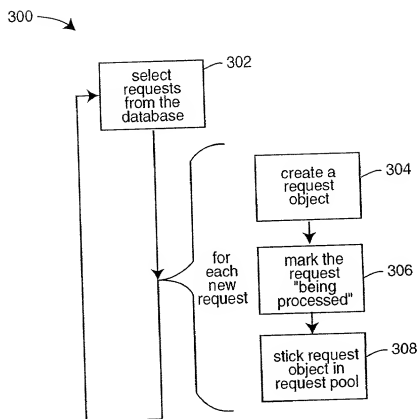 300
302
select
requests
from the
database
304
create a
request
object
for
each
new
request
306
mark the
request
"being
processed"
308
stick request
object in
request pool